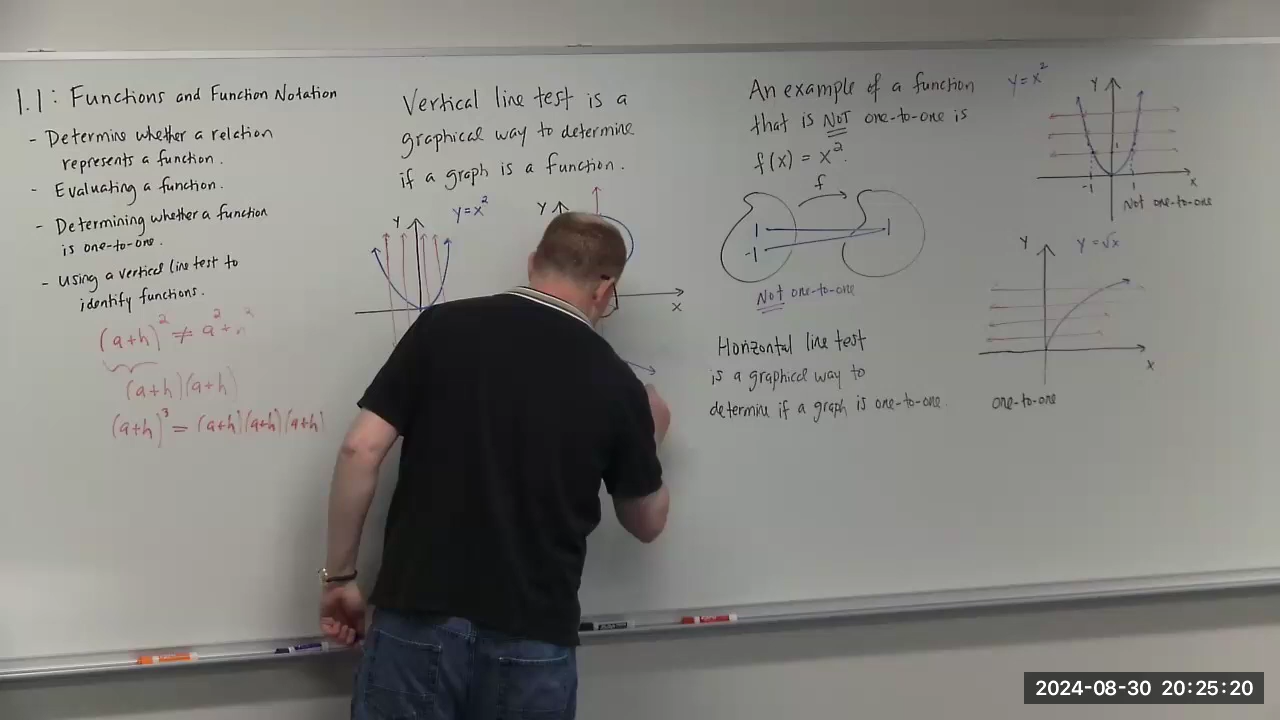 1.1: Functions and Function Notation
- Determine whether a relation
represents a function.
- Evaluating a function.
- Determining whether a function
is one-to-one.
- Using a vertical line test to
identify functions.
(a+h)² ≠ a² + h²
(a+h)(a+h)
(a+h)³ = (a+h)(a+h)(a+h)
Vertical line test is a
graphical way to determine
if a graph is a function.
y=x²
y
y
x
An example of a function
that is NOT one-to-one is
f(x) = x².
f
1
1
-1
Not one-to-one
Horizontal line test
is a graphical way to
determine if a graph is one-to-one.
y=x²
y
1
x
-1
1
Not one-to-one
y
y=√x
x
one-to-one
2024-08-30 20:25:20